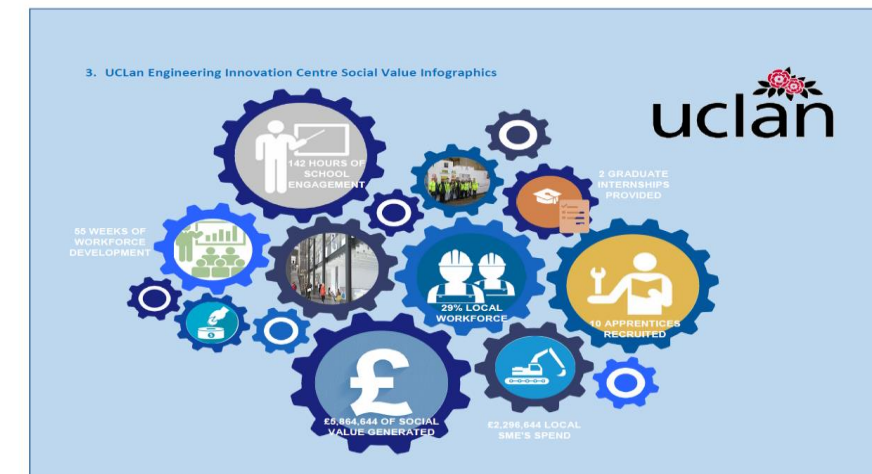 3. UCLan Engineering Innovation Centre Social Value Infographics
uclan
142 HOURS OF
SCHOOL
ENGAGEMENT
2 GRADUATE
INTERNSHIPS
PROVIDED
55 WEEKS OF
WORKFORCE
DEVELOPMENT
29% LOCAL
WORKFORCE
10 APPRENTICES
RECRUITED
£5,864,644 OF SOCIAL
VALUE GENERATED
£2,296,644 LOCAL
SME'S SPEND